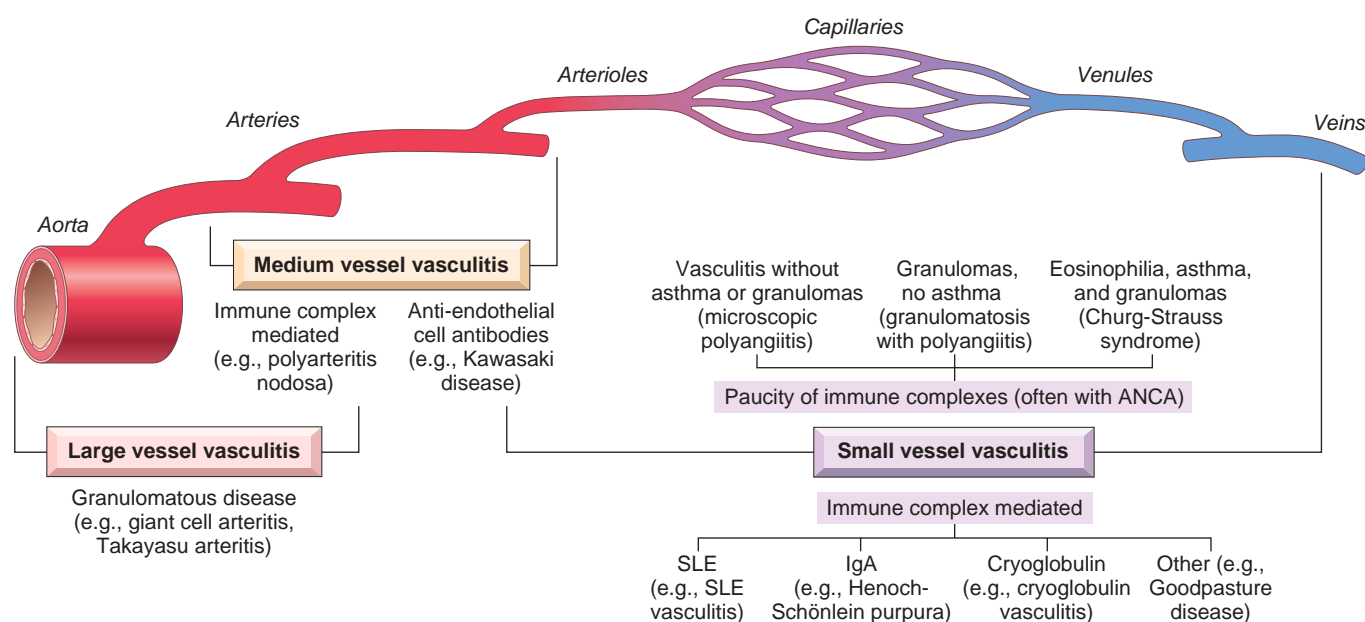 Capillaries
Arterioles
Venules
Arteries
Veins
Aorta
Medium vessel vasculitis
Immune complex
mediated
(e.g., polyarteritis
nodosa)
Anti-endothelial
cell antibodies
(e.g., Kawasaki
disease)
Vasculitis without
asthma or granulomas
(microscopic
polyangiitis)
Granulomas,
no asthma
(granulomatosis
with polyangiitis)
Eosinophilia, asthma,
and granulomas
(Churg-Strauss
syndrome)
Paucity of immune complexes (often with ANCA)
Large vessel vasculitis
Granulomatous disease
(e.g., giant cell arteritis,
Takayasu arteritis)
Small vessel vasculitis
Immune complex mediated
SLE
(e.g., SLE
vasculitis)
IgA
(e.g., Henoch-
Schönlein purpura)
Cryoglobulin
(e.g., cryoglobulin
vasculitis)
Other (e.g.,
Goodpasture
disease)